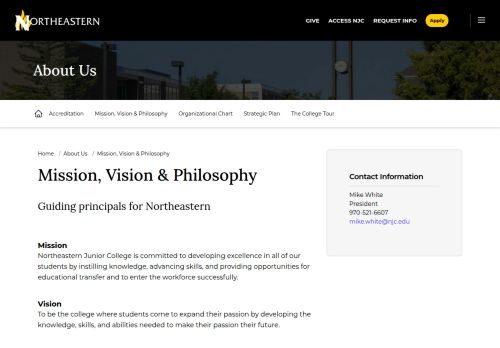 NORTHEASTERN
GIVE ACCESS NJC REQUEST INFO Apply
About Us
Accreditation Mission, Vision & Philosophy Organizational Chart Strategic Plan The College Tour
Home / About Us / Mission, Vision & Philosophy
Mission, Vision & Philosophy
Guiding principals for Northeastern
Mission
Northeastern Junior College is committed to developing excellence in all of our
students by instilling knowledge, advancing skills, and providing opportunities for
educational transfer and to enter the workforce successfully.
Vision
To be the college where students come to expand their passion by developing the
knowledge, skills, and abilities needed to make their passion their future.
Contact Information
Mike White
President
970-521-6607
mike.white@njc.edu